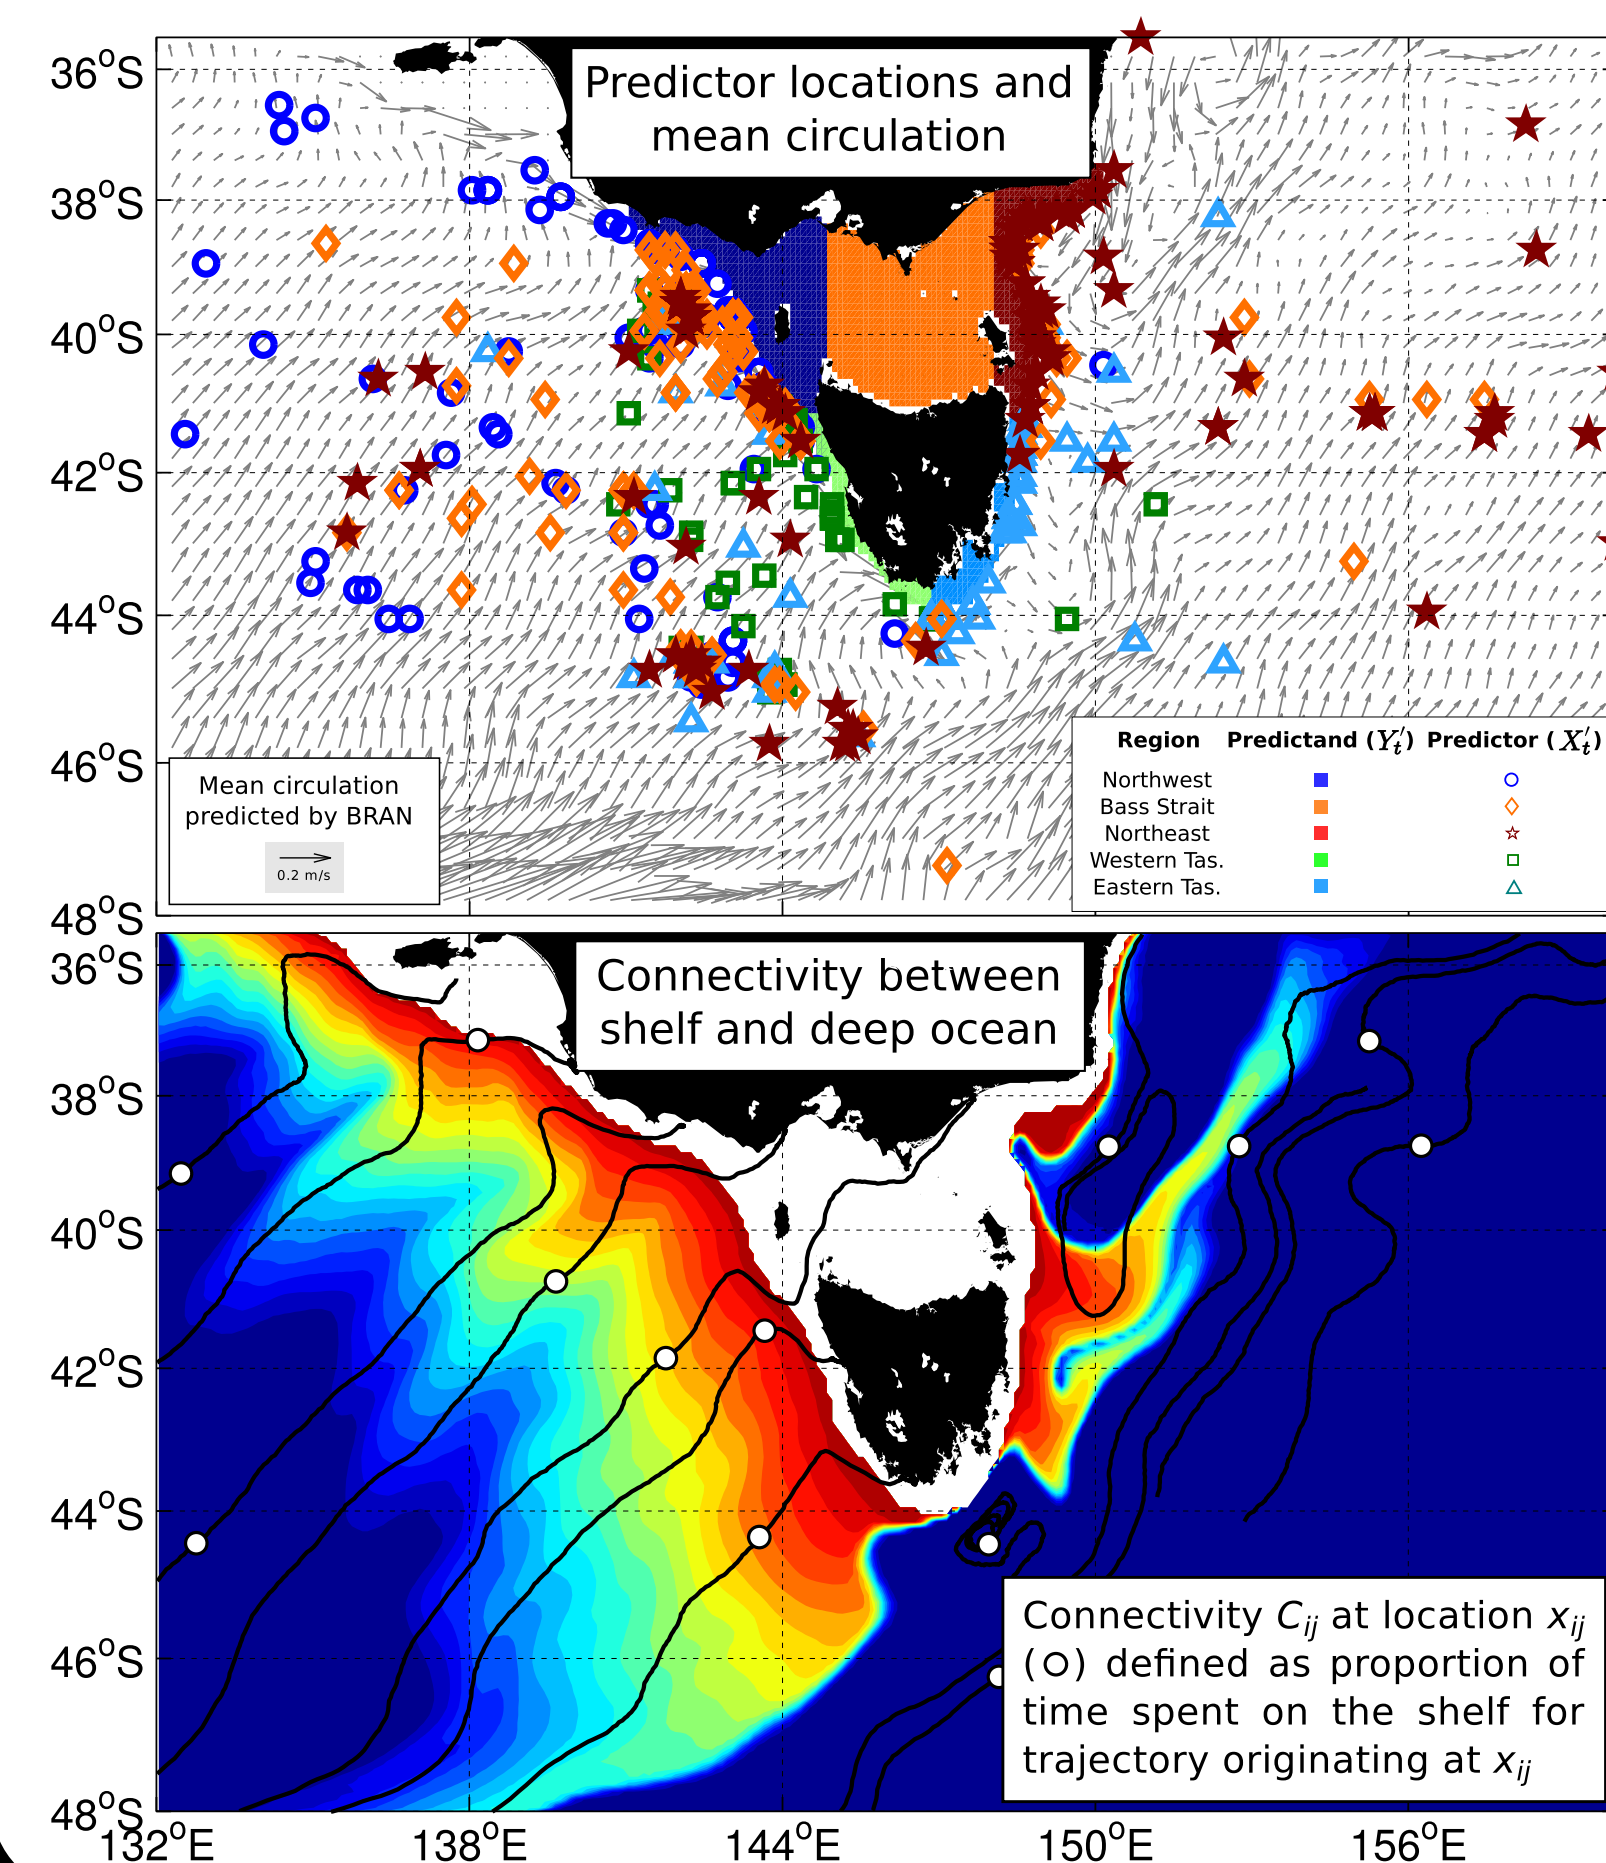 36°S
38°S
40°S
42°S
44°S
46°S
48°S
Predictor locations and
mean circulation
Mean circulation
predicted by BRAN
0.2 m/s
Region Predictand (Y′t) Predictor (X′t)
Northwest
Bass Strait
Northeast
Western Tas.
Eastern Tas.
36°S
38°S
40°S
42°S
44°S
46°S
48°S
Connectivity between
shelf and deep ocean
Connectivity Cij at location xij
(O) defined as proportion of
time spent on the shelf for
trajectory originating at xij
132°E 138°E 144°E 150°E 156°E